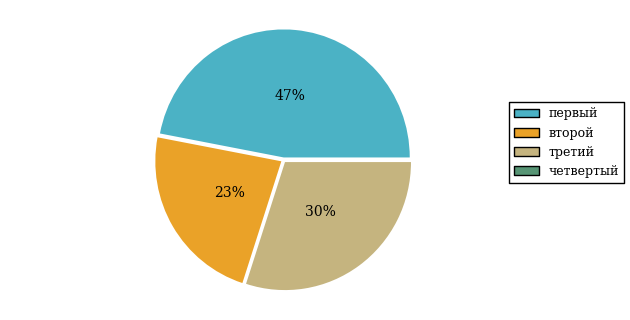 47%
23%
30%
первый
второй
третий
четвертый